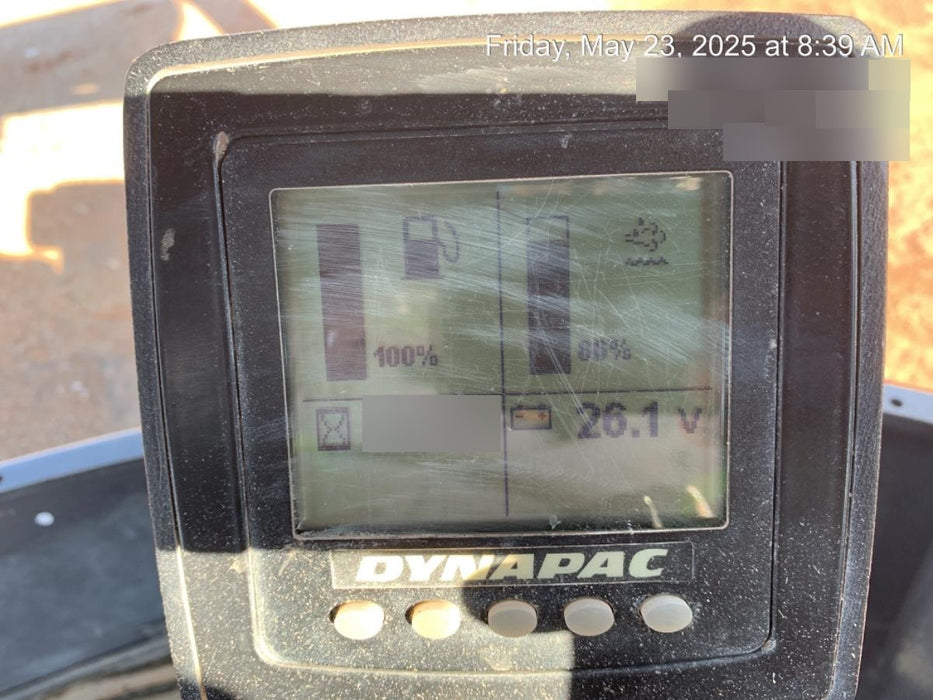 Friday, May 23, 2025 at 8:39 AM
100%
26.1 V
DYNAPAC